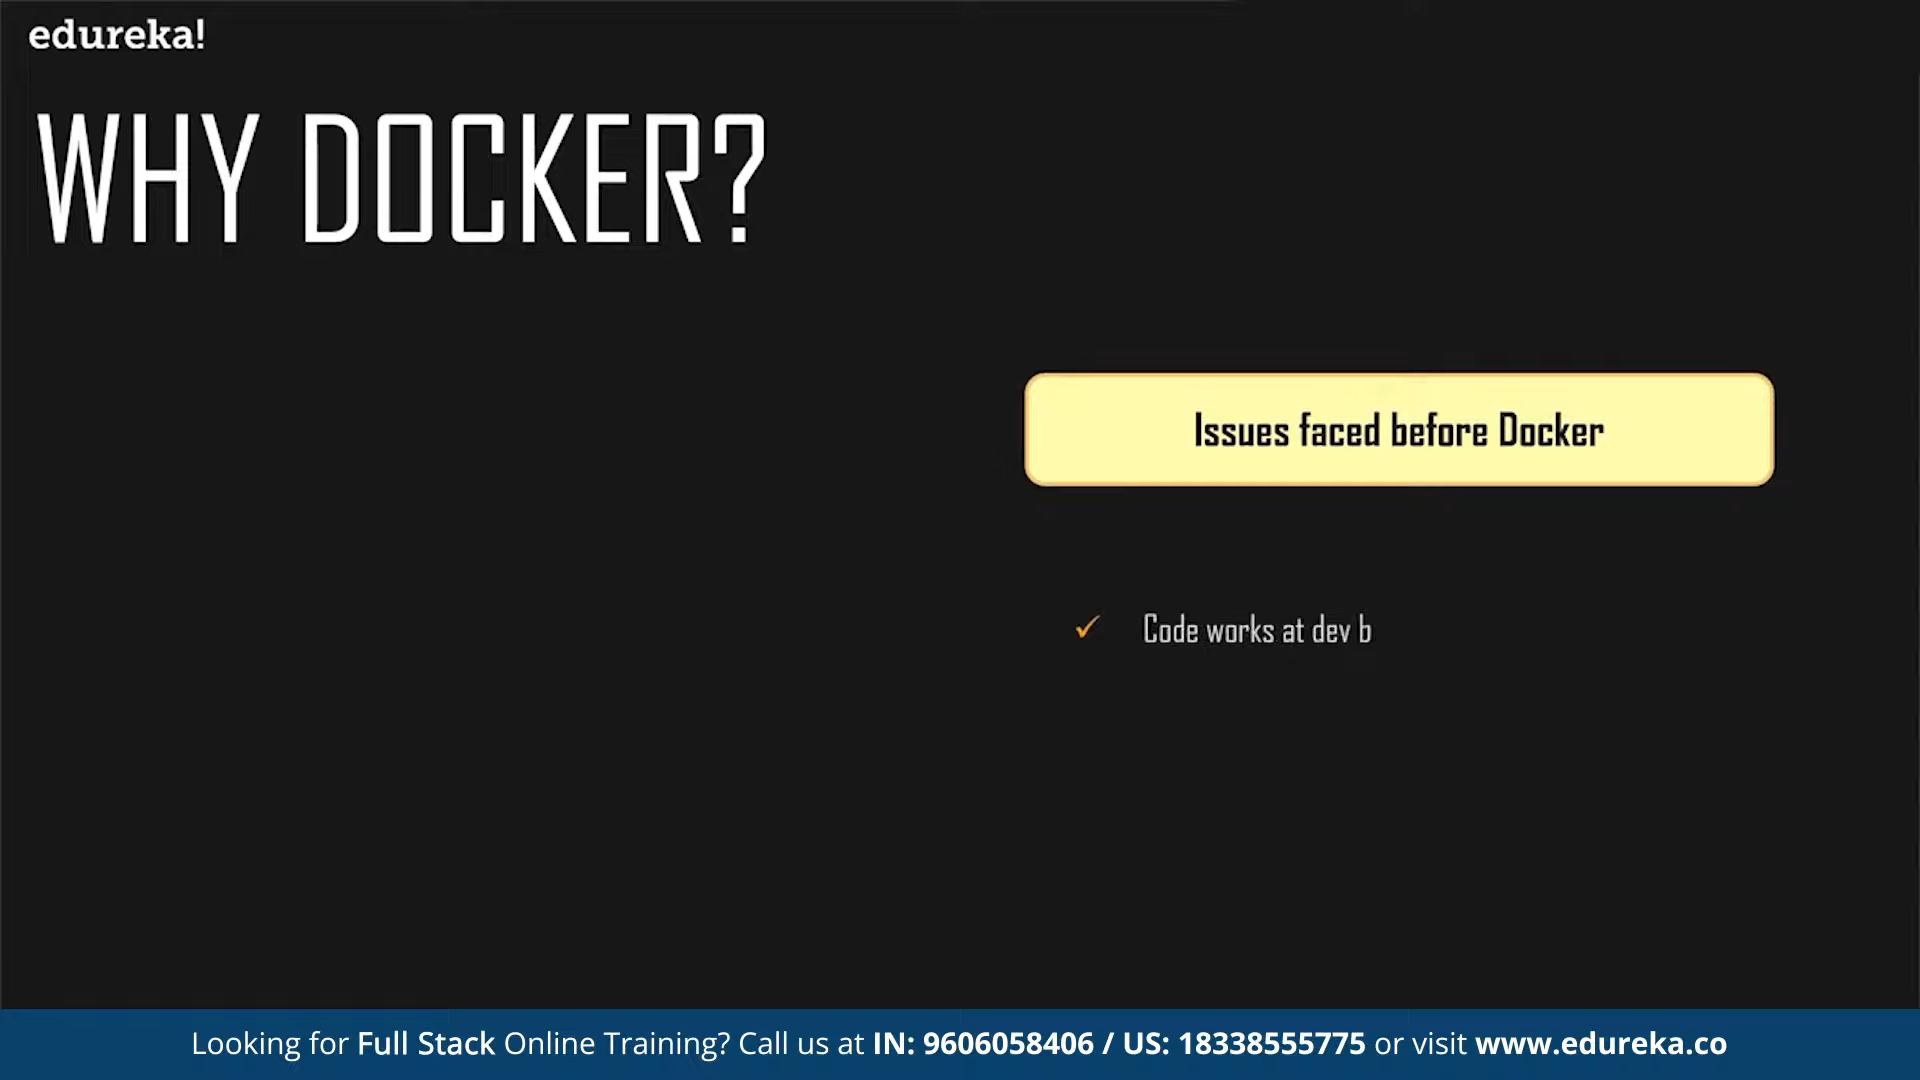 edureka!
WHY DOCKER?
Issues faced before Docker
✓ Code works at dev b
Looking for Full Stack Online Training? Call us at IN: 9606058406 / US: 18338555775 or visit www.edureka.co